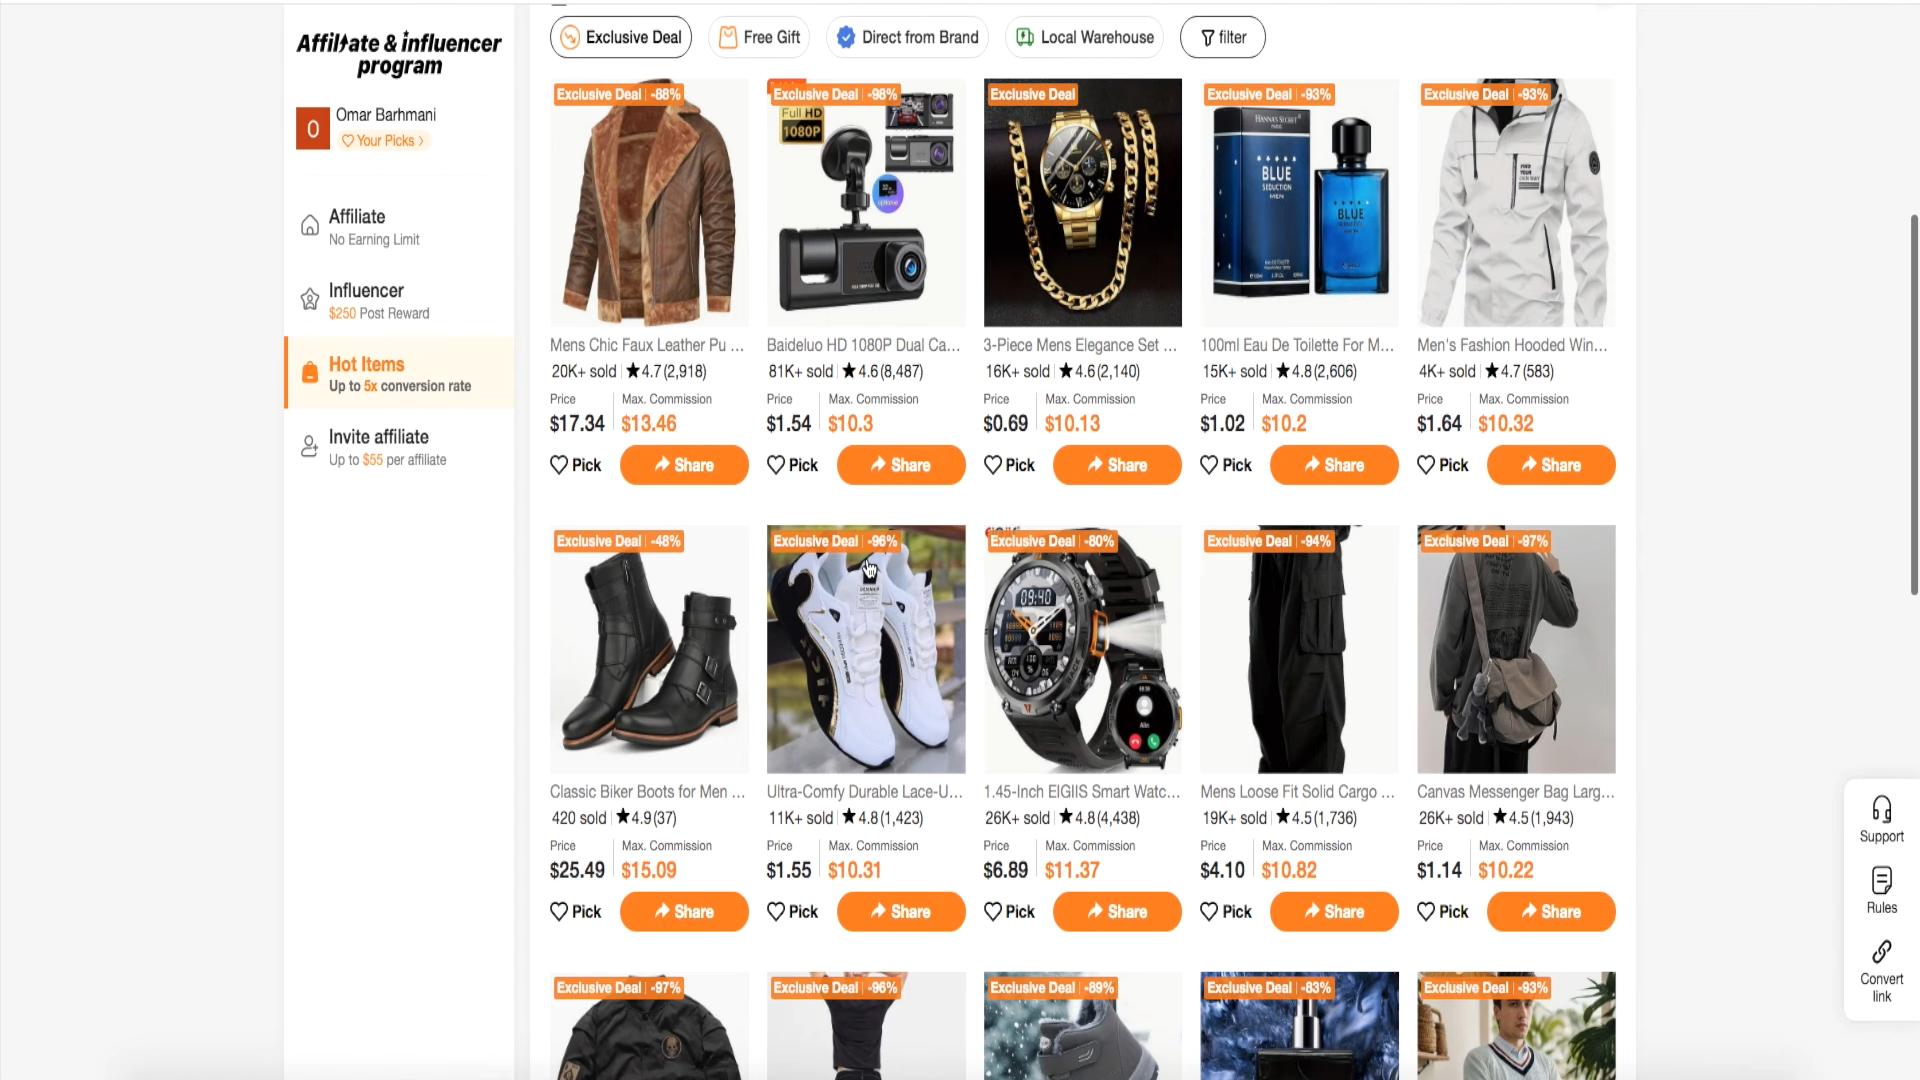 Affiliate & influencer
program
O
Omar Barhmani
Your Picks >
Affiliate
No Earning Limit
Influencer
$250 Post Reward
Hot Items
Up to 5x conversion rate
Invite affiliate
Up to $55 per affiliate
Exclusive Deal
Free Gift
Direct from Brand
Local Warehouse
filter
Exclusive Deal | -88%
Exclusive Deal | -98%
Exclusive Deal
Exclusive Deal | -93%
Exclusive Deal | -93%
Full HD
1080P
HANNA'S SECRET
BLUE
SEDUCTION
MEN
BLUE
Mens Chic Faux Leather Pu ...
Baideluo HD 1080P Dual Ca...
3-Piece Mens Elegance Set ...
100ml Eau De Toilette For M...
Men's Fashion Hooded Win...
20K+ sold | ★4.7(2,918)
81K+ sold | ★4.6(8,487)
16K+ sold | ★4.6(2,140)
15K+ sold | ★4.8(2,606)
4K+ sold | ★4.7(583)
Price Max. Commission
$17.34 $13.46
Price Max. Commission
$1.54 $10.3
Price Max. Commission
$0.69 $10.13
Price Max. Commission
$1.02 $10.2
Price Max. Commission
$1.64 $10.32
Pick Share
Pick Share
Pick Share
Pick Share
Pick Share
Exclusive Deal | -48%
Exclusive Deal | -96%
Exclusive Deal | -80%
Exclusive Deal | -94%
Exclusive Deal | -97%
09:40
Classic Biker Boots for Men ...
Ultra-Comfy Durable Lace-U...
1.45-Inch EIGIIS Smart Watc...
Mens Loose Fit Solid Cargo ...
Canvas Messenger Bag Larg...
420 sold | ★4.9(37)
11K+ sold | ★4.8(1,423)
26K+ sold | ★4.8(4,438)
19K+ sold | ★4.5(1,736)
26K+ sold | ★4.5(1,943)
Price Max. Commission
$25.49 $15.09
Price Max. Commission
$1.55 $10.31
Price Max. Commission
$6.89 $11.37
Price Max. Commission
$4.10 $10.82
Price Max. Commission
$1.14 $10.22
Pick Share
Pick Share
Pick Share
Pick Share
Pick Share
Exclusive Deal | -97%
Exclusive Deal | -96%
Exclusive Deal | -89%
Exclusive Deal | -83%
Exclusive Deal | -93%
Support
Rules
Convert
link